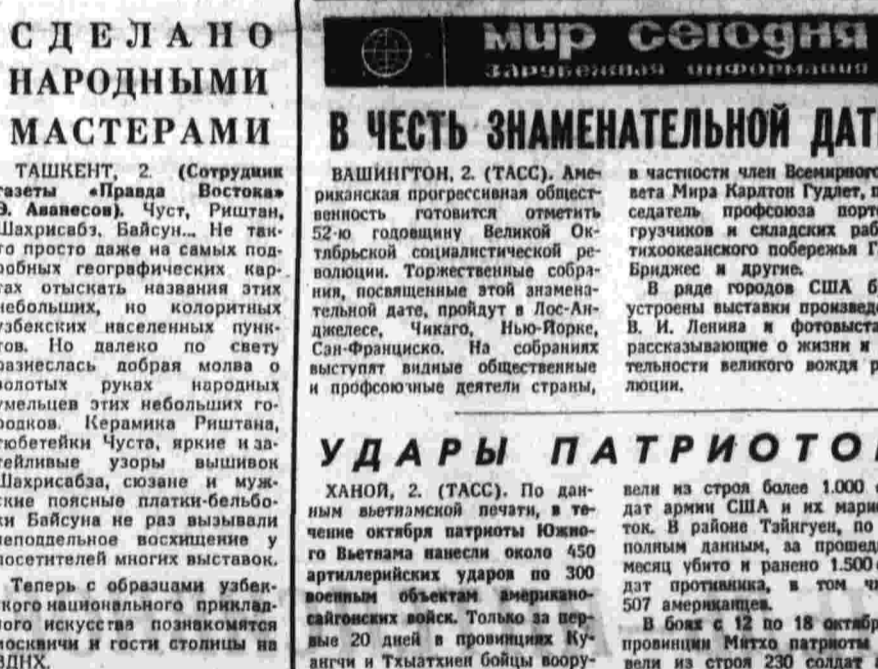 СДЕЛАНО
НАРОДНЫМИ
МАСТЕРАМИ
ТАШКЕНТ, 2. (Сотрудник
газеты «Правда Востока»
Э. Аванесов). Чуст, Риштан,
Шахрисабз, Байсун... Не так-
то просто даже на самых под-
робных географических кар-
тах отыскать названия этих
небольших, но колоритных
узбекских населенных пунк-
тов. Но далеко по свету
разнеслась добрая молва о
золотых руках народных
умельцев этих небольших го-
родков. Керамика Риштана,
тюбетейки Чуста, яркие и за-
тейливые узоры вышивок
Шахрисабза, сюзане и муж-
ские поясные платки-бельбо-
ки Байсуна не раз вызывали
неподдельное восхищение у
посетителей многих выставок.
Теперь с образцами узбек-
ского национального приклад-
ного искусства познакомятся
москвичи и гости столицы на
ВДНХ.
мир сегодня
зарубежная информация
В ЧЕСТЬ ЗНАМЕНАТЕЛЬНОЙ ДАТ
ВАШИНГТОН, 2. (ТАСС). Аме-
риканская прогрессивная общест-
венность готовится отметить
52-ю годовщину Великой Ок-
тябрьской социалистической ре-
волюции. Торжественные собра-
ния, посвященные этой знамена-
тельной дате, пройдут в Лос-Ан-
джелесе, Чикаго, Нью-Йорке,
Сан-Франциско. На собраниях
выступят видные общественные
и профсоюзные деятели страны,
в частности член Всемирного
вета Мира Карлтон Гудлет, п
седатель профсоюза порто
грузчиков и складских раб
тихоокеанского побережья Г
Бриджес и другие.
В ряде городов США б
устроены выставки произвед
В. И. Ленина и фотовыста
рассказывающие о жизни и
тельности великого вождя р
люции.
УДАРЫ ПАТРИОТО
ХАНОЙ, 2. (ТАСС). По дан-
ным вьетнамской печати, в те-
чение октября патриоты Южно-
го Вьетнама нанесли около 450
артиллерийских ударов по 300
военным объектам американо-
сайгонских войск. Только за пер-
вые 20 дней в провинциях Ку-
ангчи и Тхыатхиен бойцы воору-
вели из строя более 1.000 с
дат армии США и их марио
ток. В районе Тэйнгуен, по
полным данным, за прошед
месяц убито и ранено 1.500 с
дат противника, в том чи
507 американцев.
В боях с 12 по 18 октябр
провинции Митхо патриоты
вели из строя 230 солдат